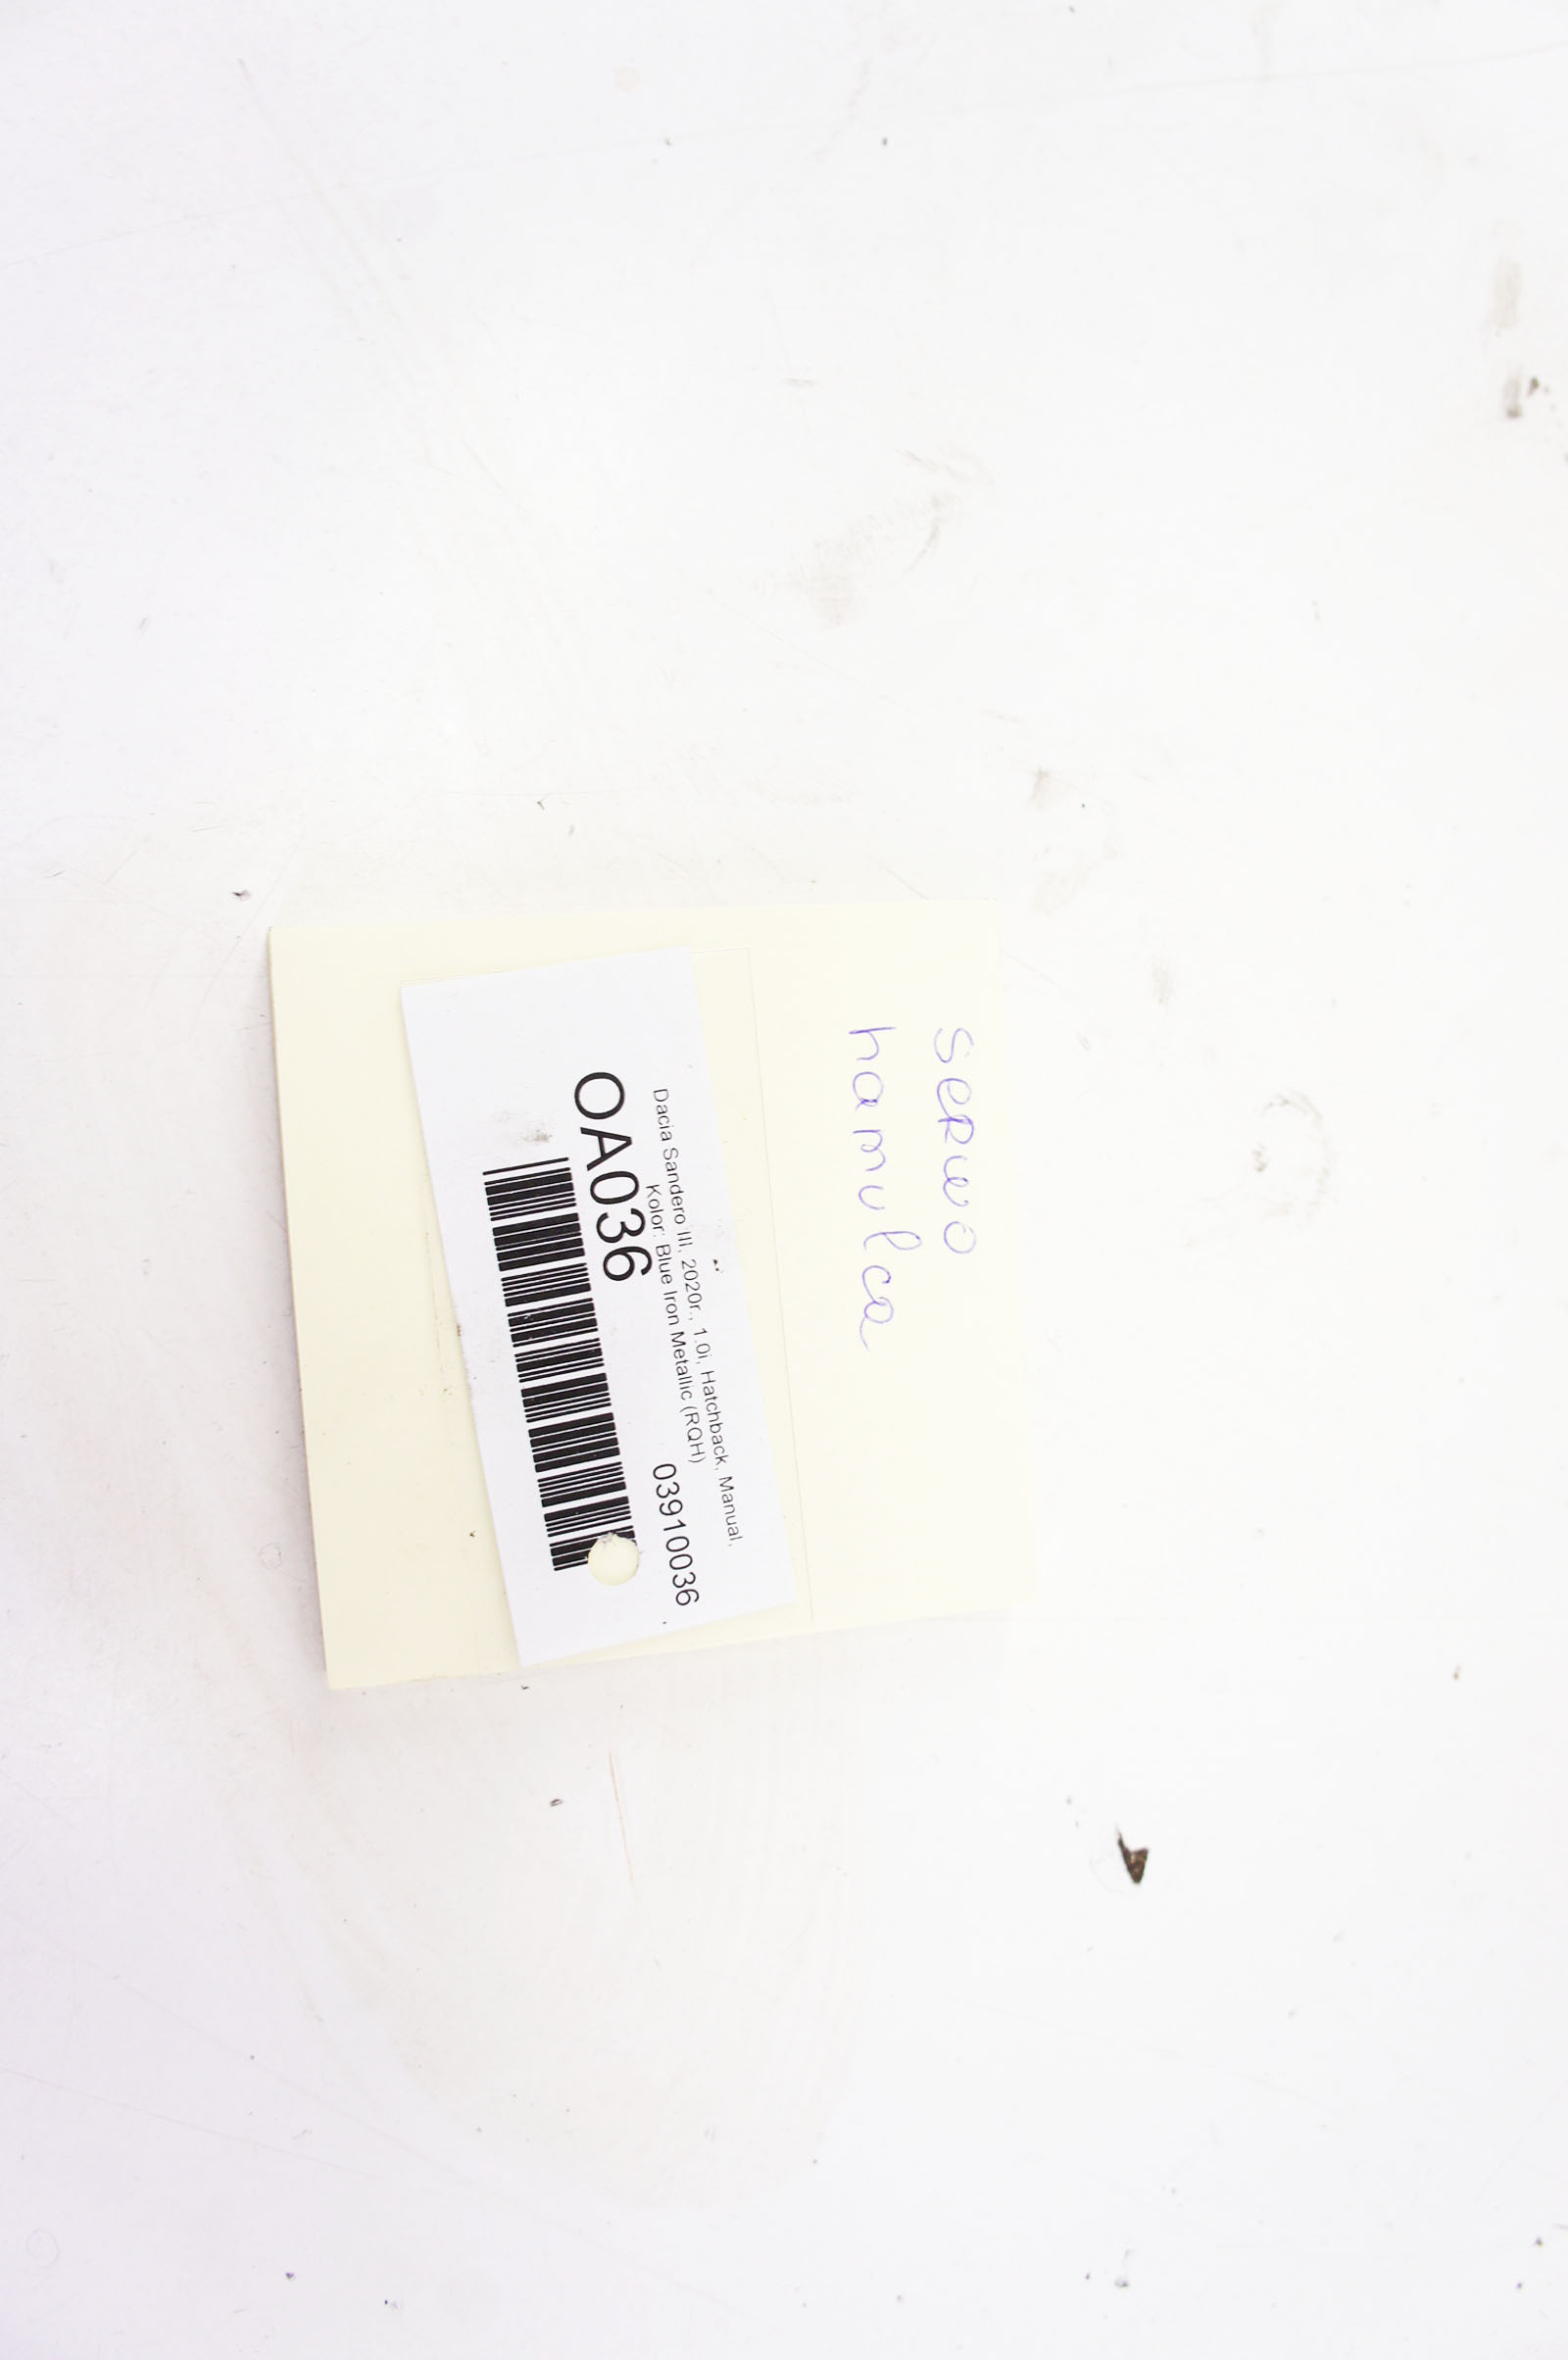 serwo
hamulca
Dacia Sandero III, 2020r., 1.0i, Hatchback, Manual,
Kolor: Blue Iron Metallic (RQH)
OA036
03910036